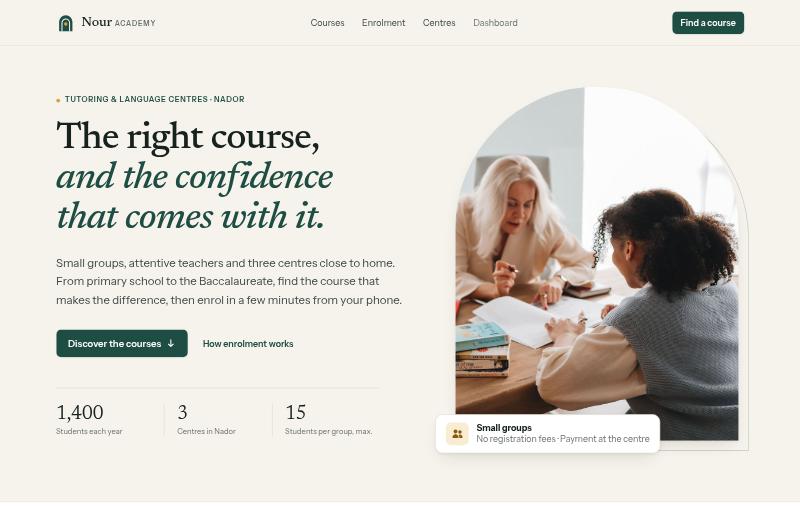 Nour ACADEMY
Courses
Enrolment
Centres
Dashboard
Find a course
TUTORING & LANGUAGE CENTRES · NADOR
The right course,
and the confidence
that comes with it.
Small groups, attentive teachers and three centres close to home.
From primary school to the Baccalaureate, find the course that
makes the difference, then enrol in a few minutes from your phone.
Discover the courses ↓
How enrolment works
1,400
Students each year
3
Centres in Nador
15
Students per group, max.
Small groups
No registration fees · Payment at the centre